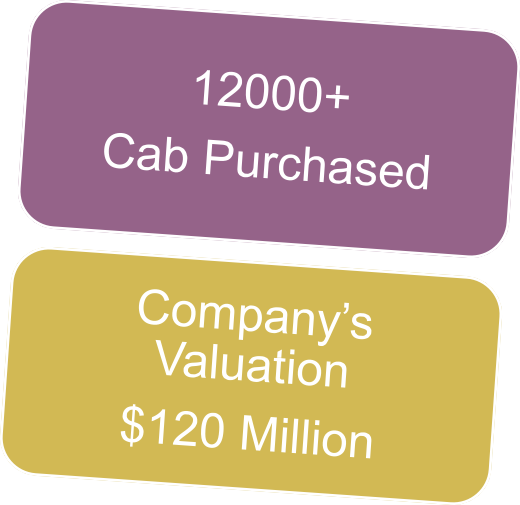 12000+
Cab Purchased
Company’s
Valuation
$120 Million